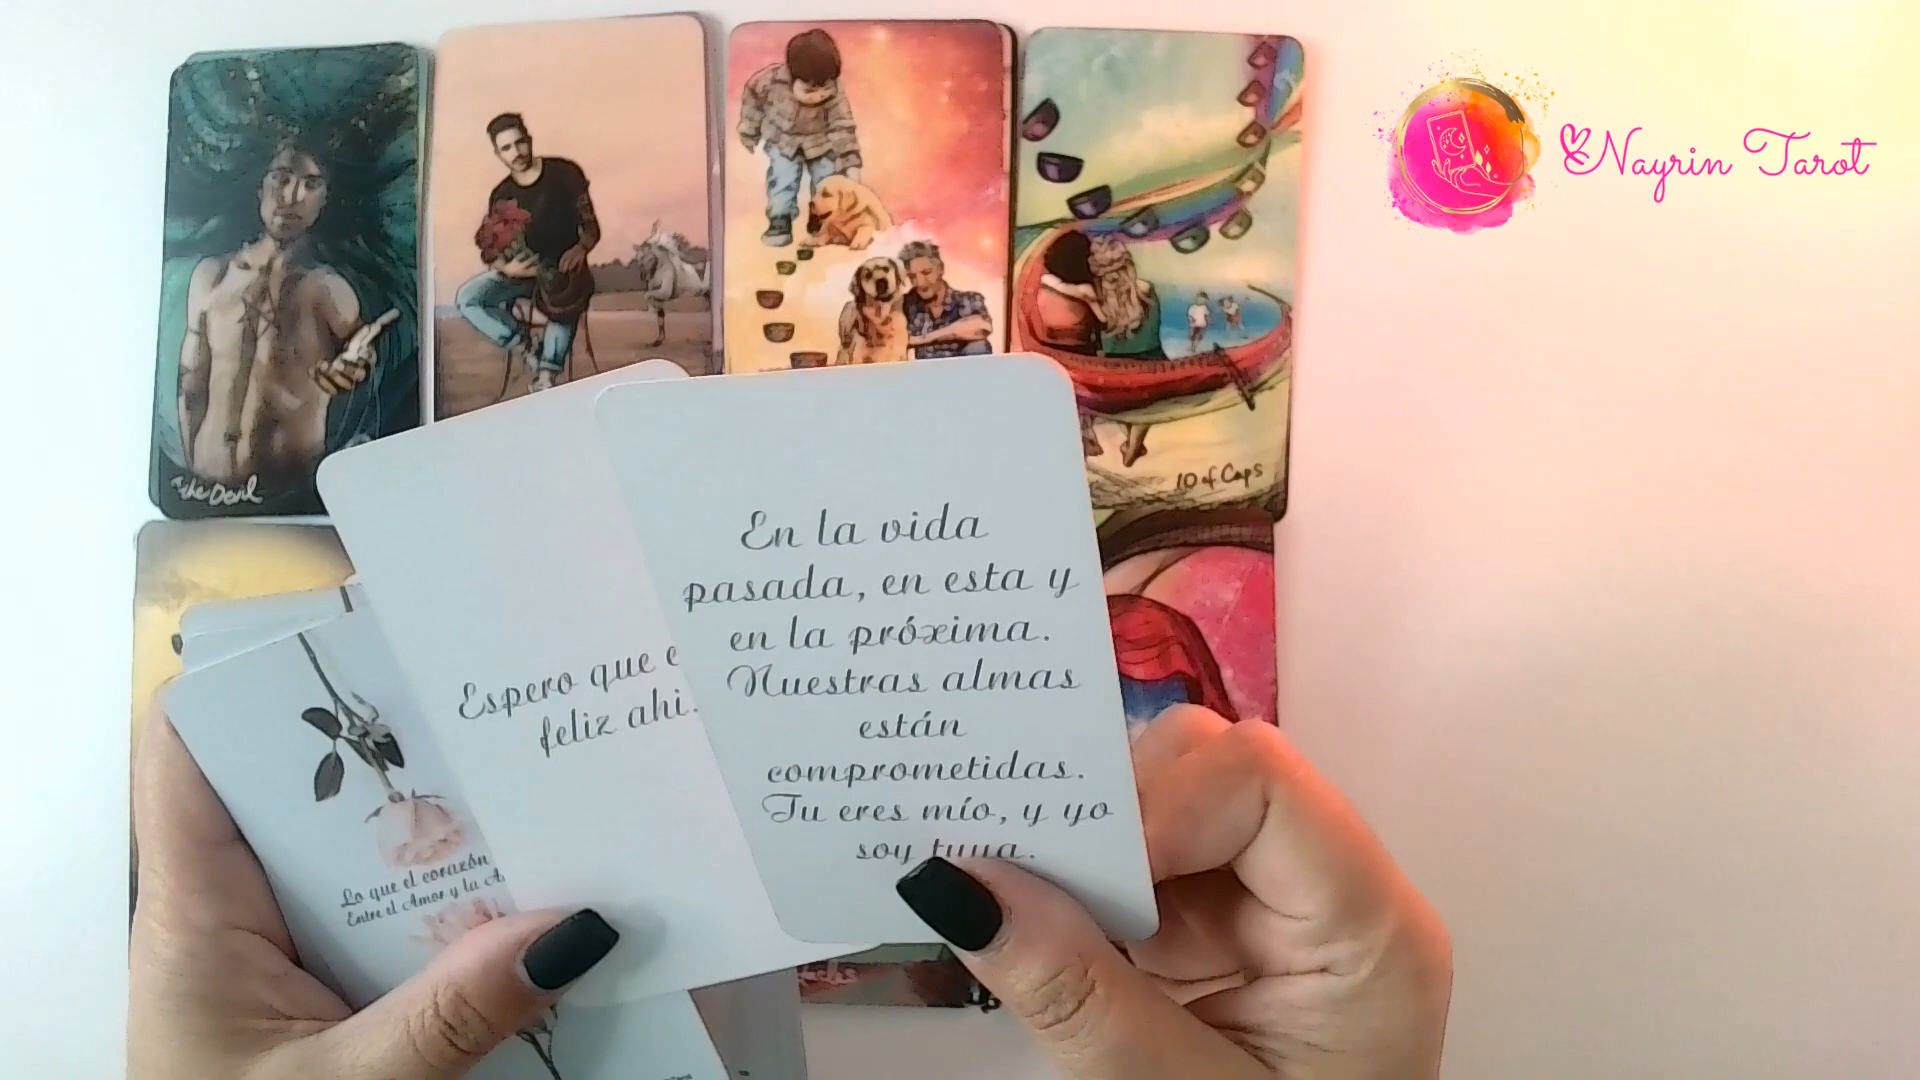 Nayrin Tarot
The Devil
10 of Cups
En la vida
pasada, en esta y
en la próxima.
Nuestras almas
están
comprometidas.
Tu eres mío, y yo
soy tuya.
Espero que
feliz ahi.
Lo que el corazón
Entre el Amor y la